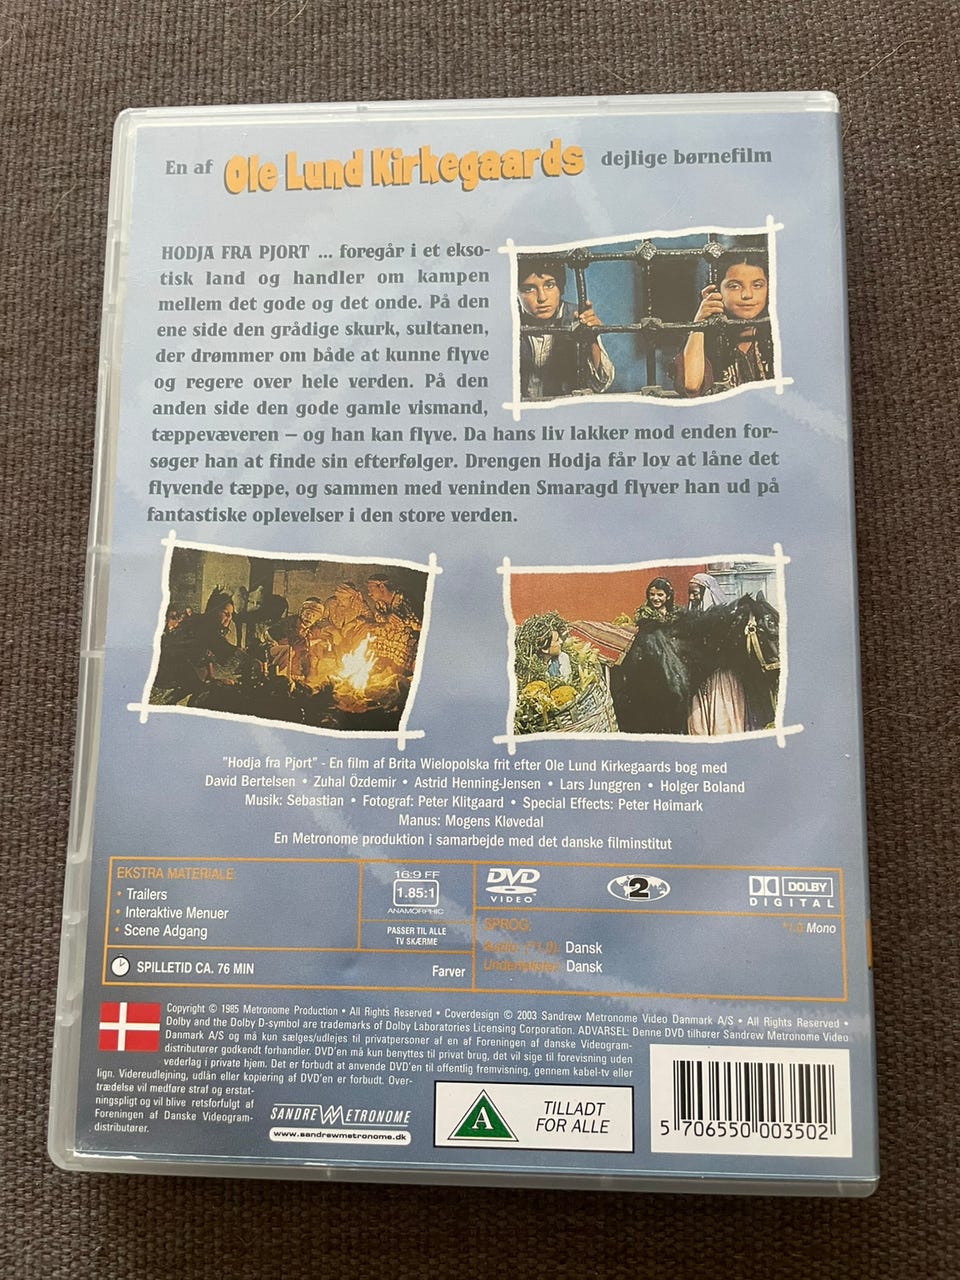 En af Ole Lund Kirkegaards dejlige børnefilm
HODJA FRA PJORT ... foregår i et ekso-
tisk land og handler om kampen
mellem det gode og det onde. På den
ene side den grådige skurk, sultanen,
der drømmer om både at kunne flyve
og regere over hele verden. På den
anden side den gode gamle vismand,
tæppevæveren – og han kan flyve. Da hans liv lakker mod enden for-
søger han at finde sin efterfølger. Drengen Hodja får lov at låne det
flyvende tæppe, og sammen med veninden Smaragd flyver han ud på
fantastiske oplevelser i den store verden.
"Hodja fra Pjort" - En film af Brita Wielopolska frit efter Ole Lund Kirkegaards bog med
David Bertelsen • Zuhal Özdemir • Astrid Henning-Jensen • Lars Junggren • Holger Boland
Musik: Sebastian • Fotograf: Peter Klitgaard • Special Effects: Peter Høimark
Manus: Mogens Kløvedal
En Metronome produktion i samarbejde med det danske filminstitut
EKSTRA MATERIALE:
• Trailers
• Interaktive Menuer
• Scene Adgang
16:9 FF
1.85:1
ANAMORPHIC
PASSER TIL ALLE
TV SKÆRME
SPILLETID CA. 76 MIN
Farver
DVD
VIDEO
2
DOLBY
DIGITAL
SPROG:
*1.0 Mono
Audio: (*1.0): Dansk
Undertekster: Dansk
Copyright © 1985 Metronome Production • All Rights Reserved • Coverdesign © 2003 Sandrew Metronome Video Danmark A/S • All Rights Reserved •
Dolby and the Dolby D-symbol are trademarks of Dolby Laboratories Licensing Corporation. ADVARSEL: Denne DVD tilhører Sandrew Metronome Video
Danmark A/S og må kun sælges/udlejes til privatpersoner af en af Foreningen af danske Videogram-
distributører godkendt forhandler. DVD'en må kun benyttes til privat brug, det vil sige til forevisning uden
vederlag i private hjem. Det er forbudt at anvende DVD'en til offentlig fremvisning, gennem kabel-tv eller
lign. Videreudlejning, udlån eller kopiering af DVD'en er forbudt. Over-
trædelse vil medføre straf og erstat-
ningspligt og vil blive retsforfulgt af
Foreningen af Danske Videogram-
distributører.
SANDREW METRONOME
www.sandrewmetronome.dk
A
TILLADT
FOR ALLE
5 706550 003502